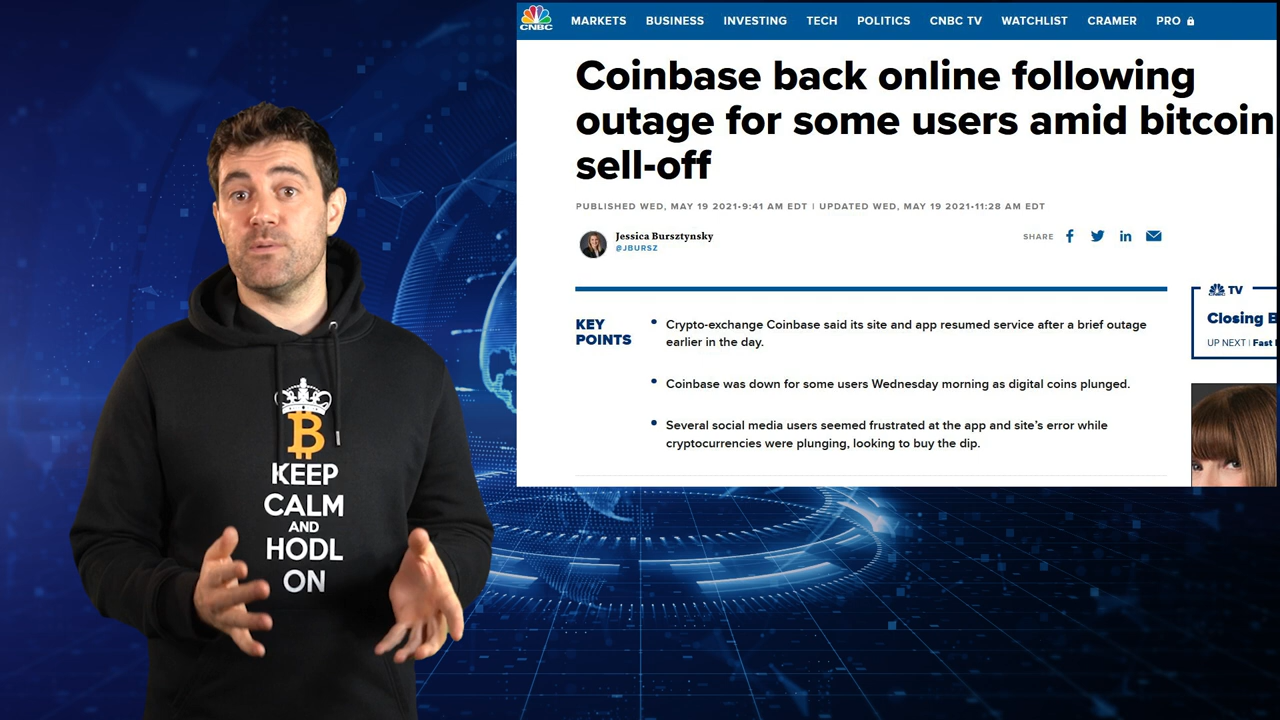 CNBC
MARKETS BUSINESS INVESTING TECH POLITICS CNBC TV WATCHLIST CRAMER PRO
Coinbase back online following
outage for some users amid bitcoin
sell-off
PUBLISHED WED, MAY 19 2021•9:41 AM EDT | UPDATED WED, MAY 19 2021•11:28 AM EDT
Jessica Bursztynsky
@JBURSZ
SHARE
KEY
POINTS
Crypto-exchange Coinbase said its site and app resumed service after a brief outage
earlier in the day.
Coinbase was down for some users Wednesday morning as digital coins plunged.
Several social media users seemed frustrated at the app and site's error while
cryptocurrencies were plunging, looking to buy the dip.
TV
Closing
UP NEXT | Fast
KEEP
CALM
AND
HODL
ON